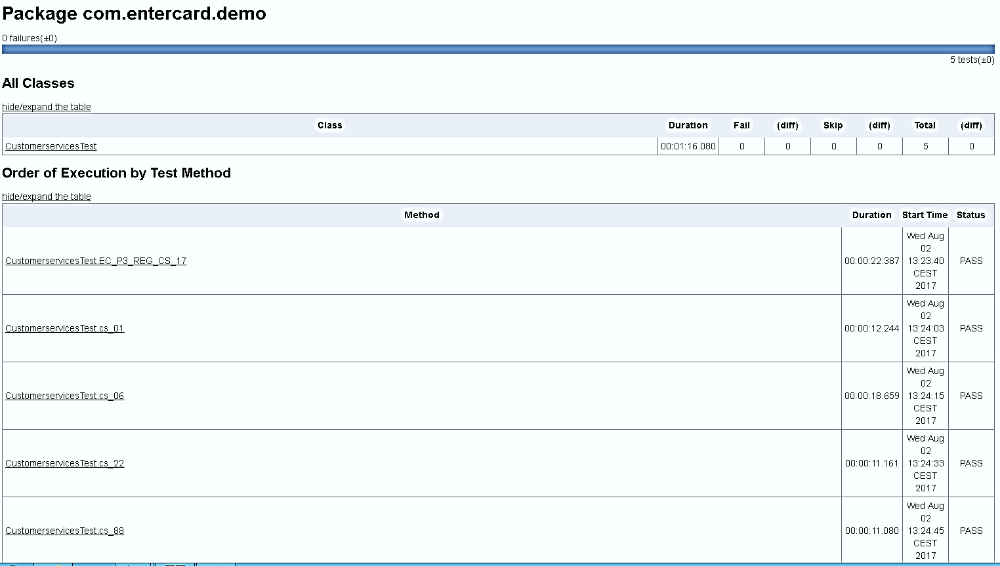 Package com.entercard.demo
0 failures(±0)
5 tests(±0)
All Classes
hide/expand the table
Class Duration Fail (diff) Skip (diff) Total (diff)
CustomerservicesTest 00:01:16.080 0 0 0 0 5 0
Order of Execution by Test Method
hide/expand the table
Method Duration Start Time Status
Wed Aug
02
CustomerservicesTest.EC_P3_REG_CS_17 00:00:22.387 13:23:40 PASS
CEST
2017
Wed Aug
02
CustomerservicesTest.cs_01 00:00:12.244 13:24:03 PASS
CEST
2017
Wed Aug
02
CustomerservicesTest.cs_06 00:00:18.659 13:24:15 PASS
CEST
2017
Wed Aug
02
CustomerservicesTest.cs_22 00:00:11.161 13:24:33 PASS
CEST
2017
Wed Aug
02
CustomerservicesTest.cs_88 00:00:11.080 13:24:45 PASS
CEST
2017